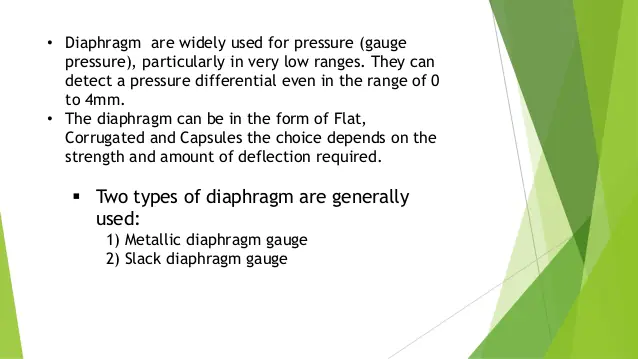 • Diaphragm  are widely used for pressure (gauge
pressure), particularly in very low ranges. They can
detect a pressure differential even in the range of 0
to 4mm.
• The diaphragm can be in the form of Flat,
Corrugated and Capsules the choice depends on the
strength and amount of deflection required.
▪ Two types of diaphragm are generally
used:
1) Metallic diaphragm gauge
2) Slack diaphragm gauge